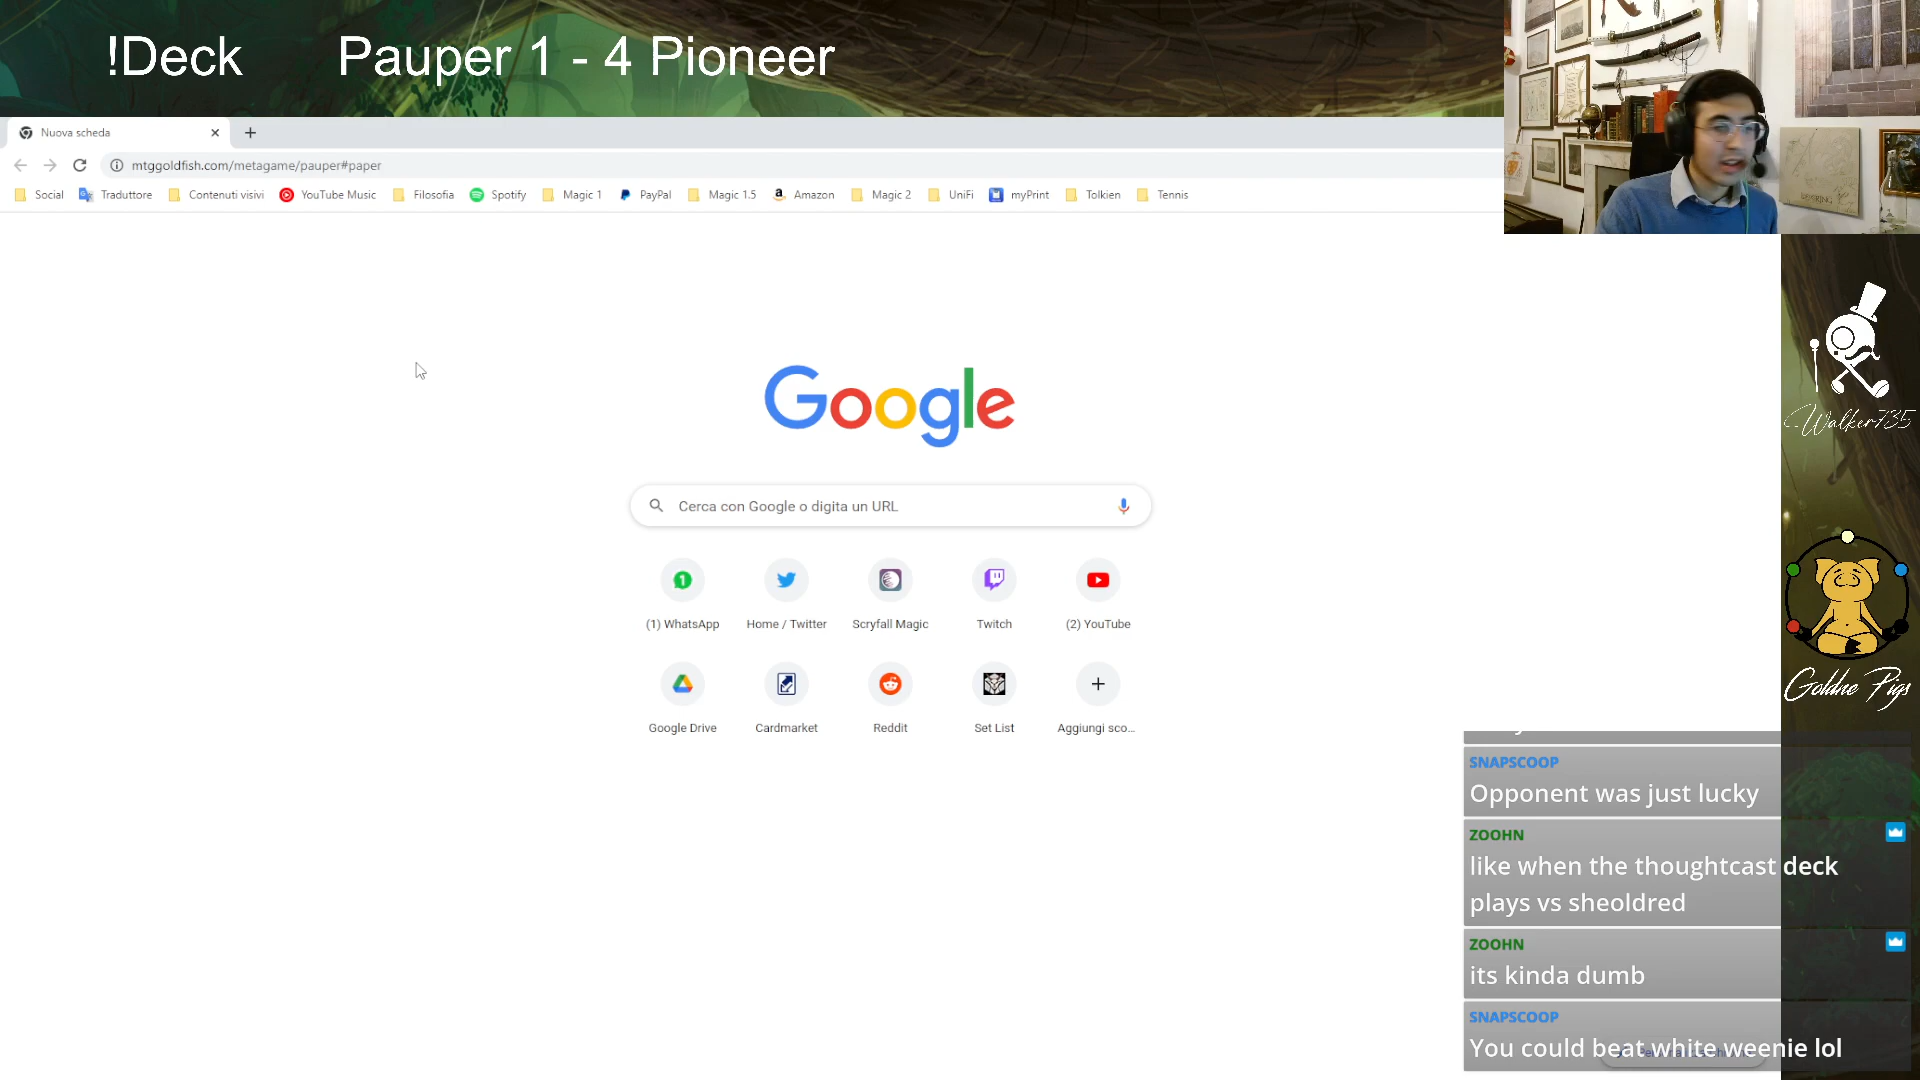 !Deck Pauper 1 - 4 Pioneer
Nuova scheda
mtggoldfish.com/metagame/pauper#paper
Social Traduttore Contenuti visivi YouTube Music Filosofia Spotify Magic 1 PayPal Magic 1.5 Amazon Magic 2 UniFi myPrint Tolkien Tennis
Google
Cerca con Google o digita un URL
(1) WhatsApp Home / Twitter Scryfall Magic Twitch (2) YouTube
Google Drive Cardmarket Reddit Set List Aggiungi sco...
Walker735
Goldne Pigs
SNAPSCOOP
Opponent was just lucky
ZOOHN
like when the thoughtcast deck
plays vs sheoldred
ZOOHN
its kinda dumb
SNAPSCOOP
You could beat white weenie lol